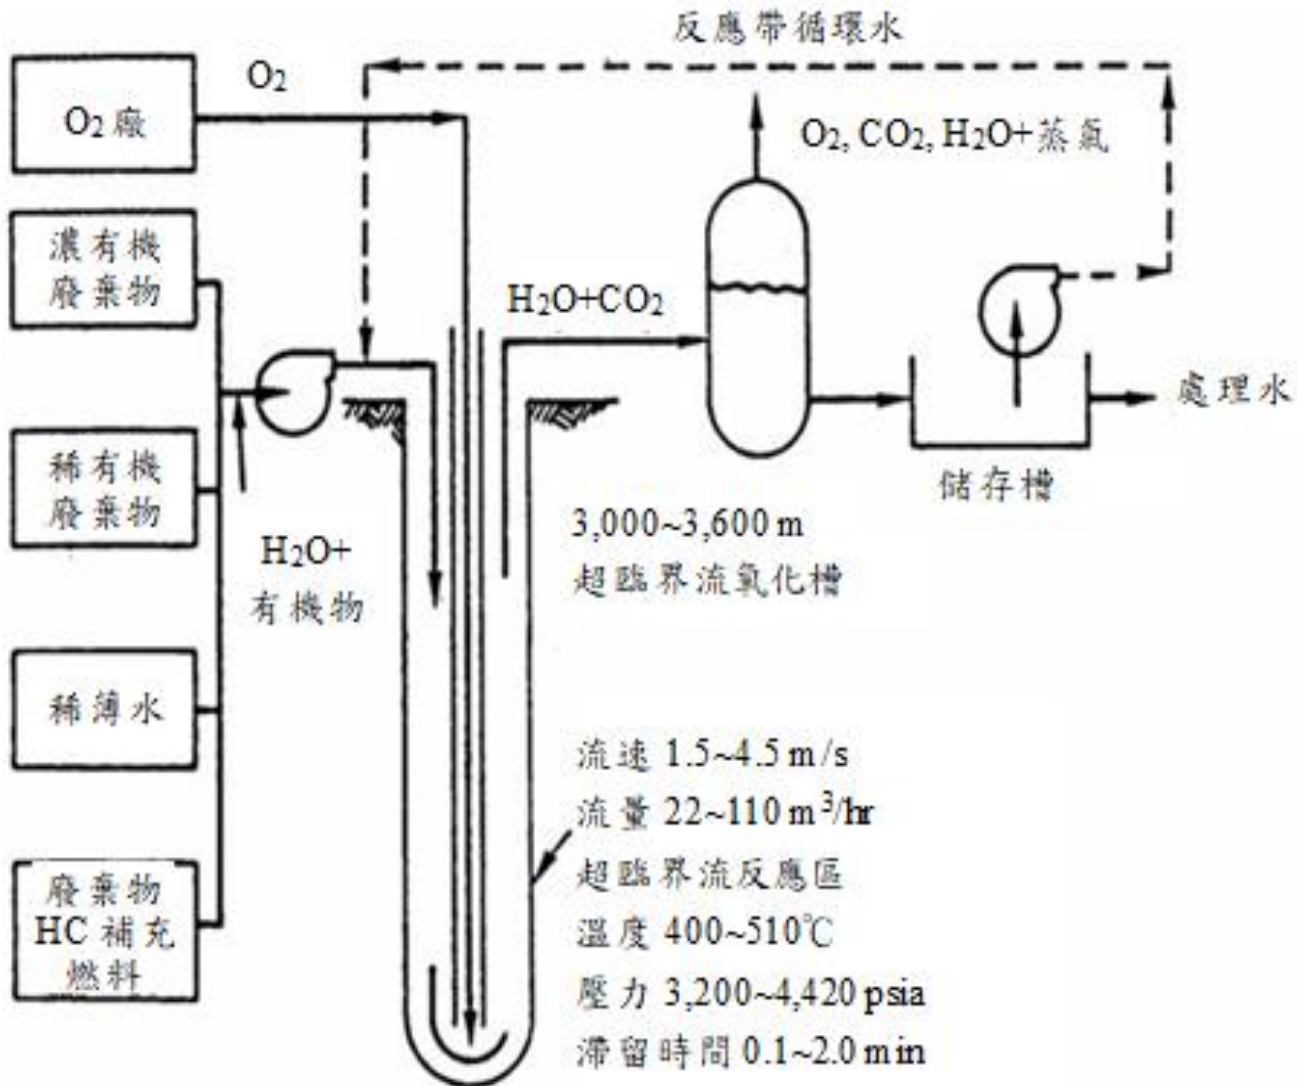 反應帶循環水
O2
O2 廠
O2, CO2, H2O+蒸氣
濃有機
廢棄物
H2O+CO2
處理水
稀有機
廢棄物
儲存槽
H2O+
有機物
3,000~3,600 m
超臨界流氧化槽
稀薄水
流速 1.5~4.5 m/s
流量 22~110 m³/hr
超臨界流反應區
溫度 400~510℃
壓力 3,200~4,420 psia
滯留時間 0.1~2.0 min
廢棄物
HC 補充
燃料